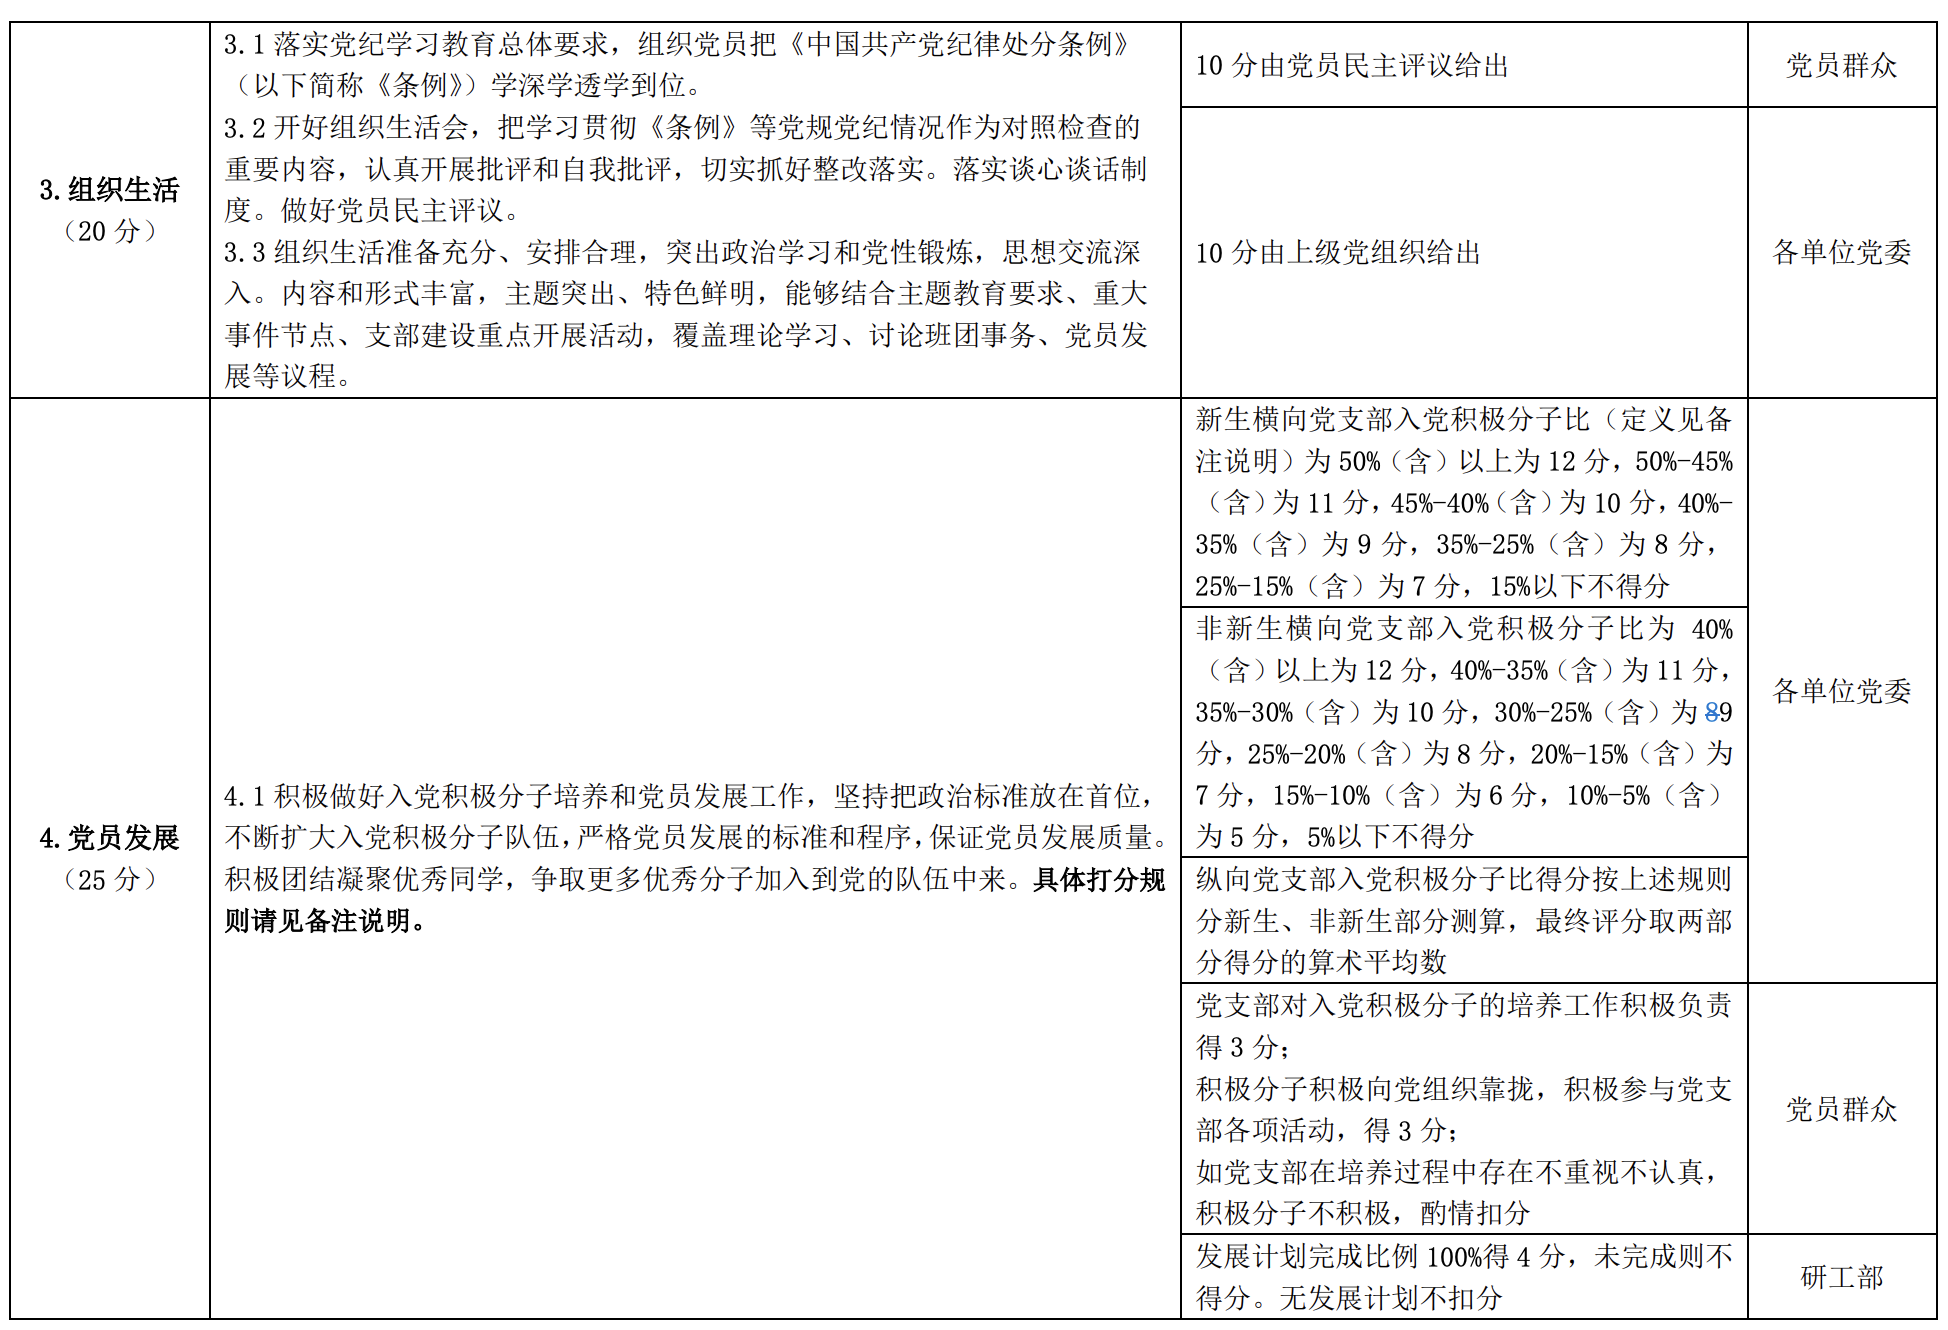 3.组织生活
（20 分）
3.1 落实党纪学习教育总体要求，组织党员把《中国共产党纪律处分条例》
（以下简称《条例》）学深学透学到位。
3.2 开好组织生活会，把学习贯彻《条例》等党规党纪情况作为对照检查的
重要内容，认真开展批评和自我批评，切实抓好整改落实。落实谈心谈话制
度。做好党员民主评议。
3.3 组织生活准备充分、安排合理，突出政治学习和党性锻炼，思想交流深
入。内容和形式丰富，主题突出、特色鲜明，能够结合主题教育要求、重大
事件节点、支部建设重点开展活动，覆盖理论学习、讨论班团事务、党员发
展等议程。
10 分由党员民主评议给出
党员群众
10 分由上级党组织给出
各单位党委
4.党员发展
（25 分）
4.1 积极做好入党积极分子培养和党员发展工作，坚持把政治标准放在首位，
不断扩大入党积极分子队伍，严格党员发展的标准和程序，保证党员发展质量。
积极团结凝聚优秀同学，争取更多优秀分子加入到党的队伍中来。具体打分规
则请见备注说明。
新生横向党支部入党积极分子比（定义见备
注说明）为 50%（含）以上为 12 分，50%-45%
（含）为 11 分，45%-40%（含）为 10 分，40%-
35%（含）为 9 分，35%-25%（含）为 8 分，
25%-15%（含）为 7 分，15%以下不得分
非新生横向党支部入党积极分子比为 40%
（含）以上为 12 分，40%-35%（含）为 11 分，
35%-30%（含）为 10 分，30%-25%（含）为 89
分，25%-20%（含）为 8 分，20%-15%（含）为
7 分，15%-10%（含）为 6 分，10%-5%（含）
为 5 分，5%以下不得分
纵向党支部入党积极分子比得分按上述规则
分新生、非新生部分测算，最终评分取两部
分得分的算术平均数
各单位党委
党支部对入党积极分子的培养工作积极负责
得 3 分；
积极分子积极向党组织靠拢，积极参与党支
部各项活动，得 3 分；
如党支部在培养过程中存在不重视不认真，
积极分子不积极，酌情扣分
党员群众
发展计划完成比例 100%得 4 分，未完成则不
得分。无发展计划不扣分
研工部